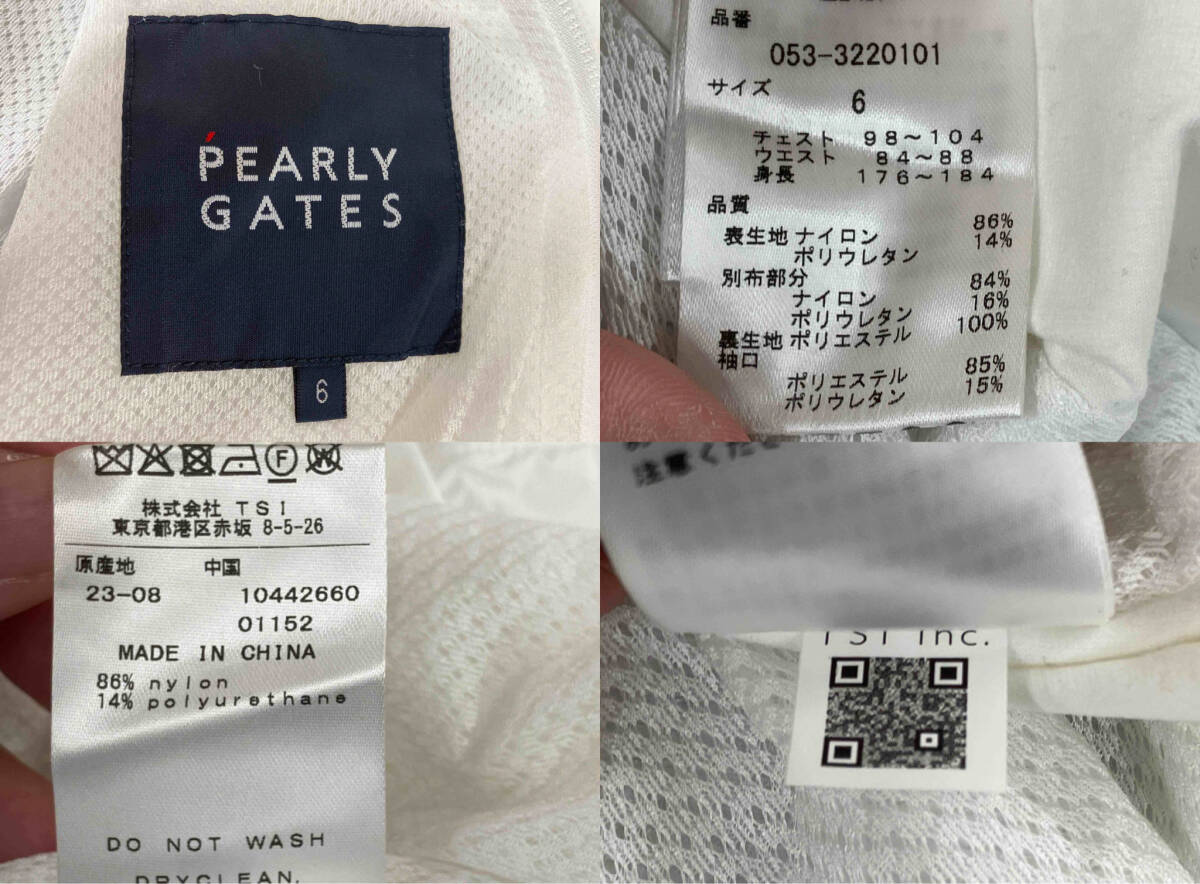 PEARLY
GATES
6
品番
053-3220101
サイズ
6
チェスト 98～104
ウエスト 84～88
身長 176～184
品質
表生地 ナイロン 86%
ポリウレタン 14%
別布部分
ナイロン 84%
ポリウレタン 16%
裏生地 ポリエステル 100%
袖口
ポリエステル 85%
ポリウレタン 15%
F
W
株式会社 TSI
東京都港区赤坂 8-5-26
原産地 中国
23-08 10442660
01152
MADE IN CHINA
86% nylon
14% polyurethane
DO NOT WASH
DRYCLEAN.
注意くだ
TSI inc.